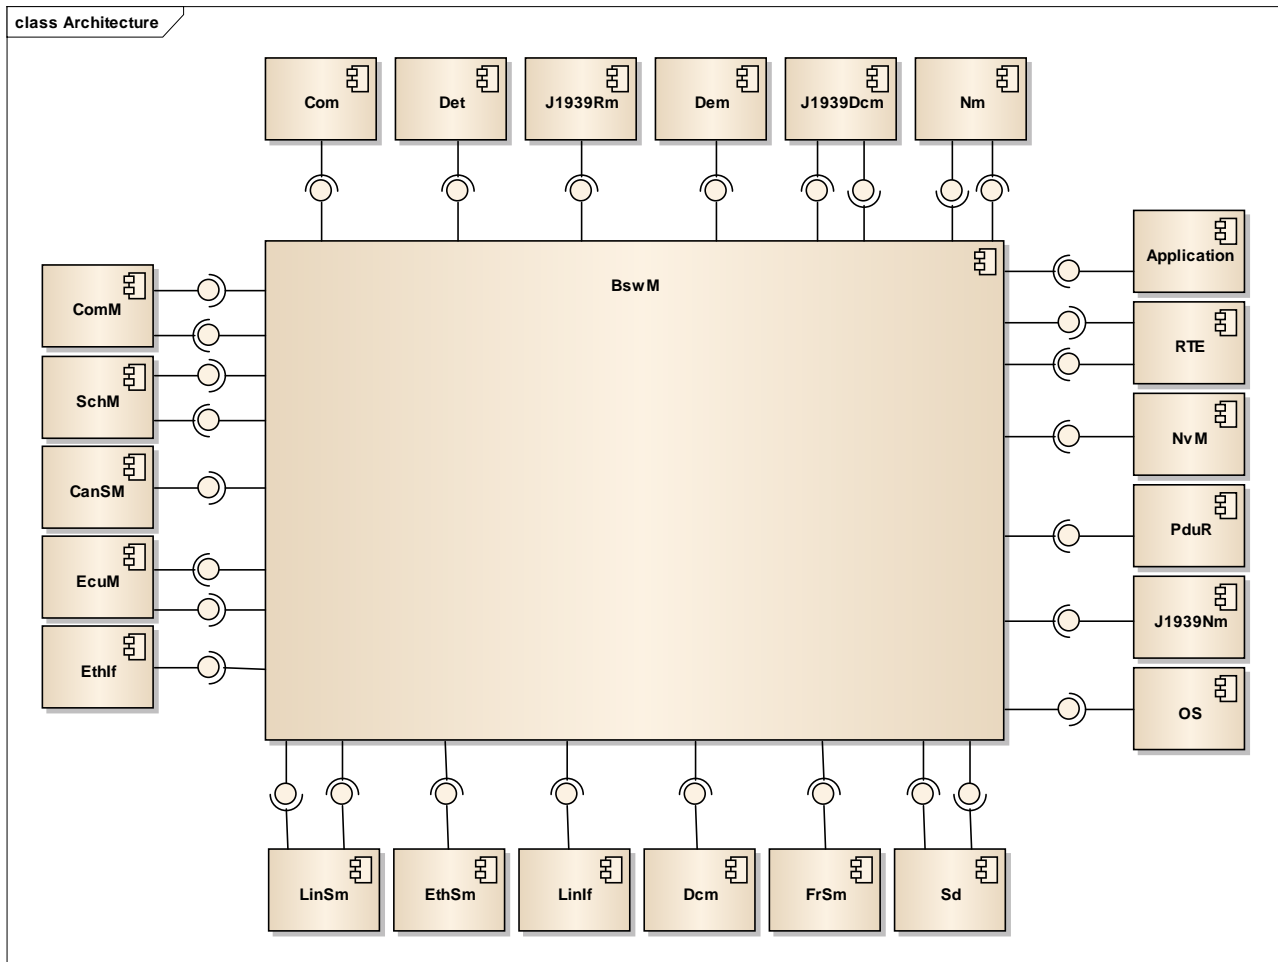 class Architecture
Com
Det
J1939Rm
Dem
J1939Dcm
Nm
Application
BswM
ComM
RTE
SchM
NvM
CanSM
PduR
EcuM
J1939Nm
EthIf
OS
LinSm
EthSm
LinIf
Dcm
FrSm
Sd